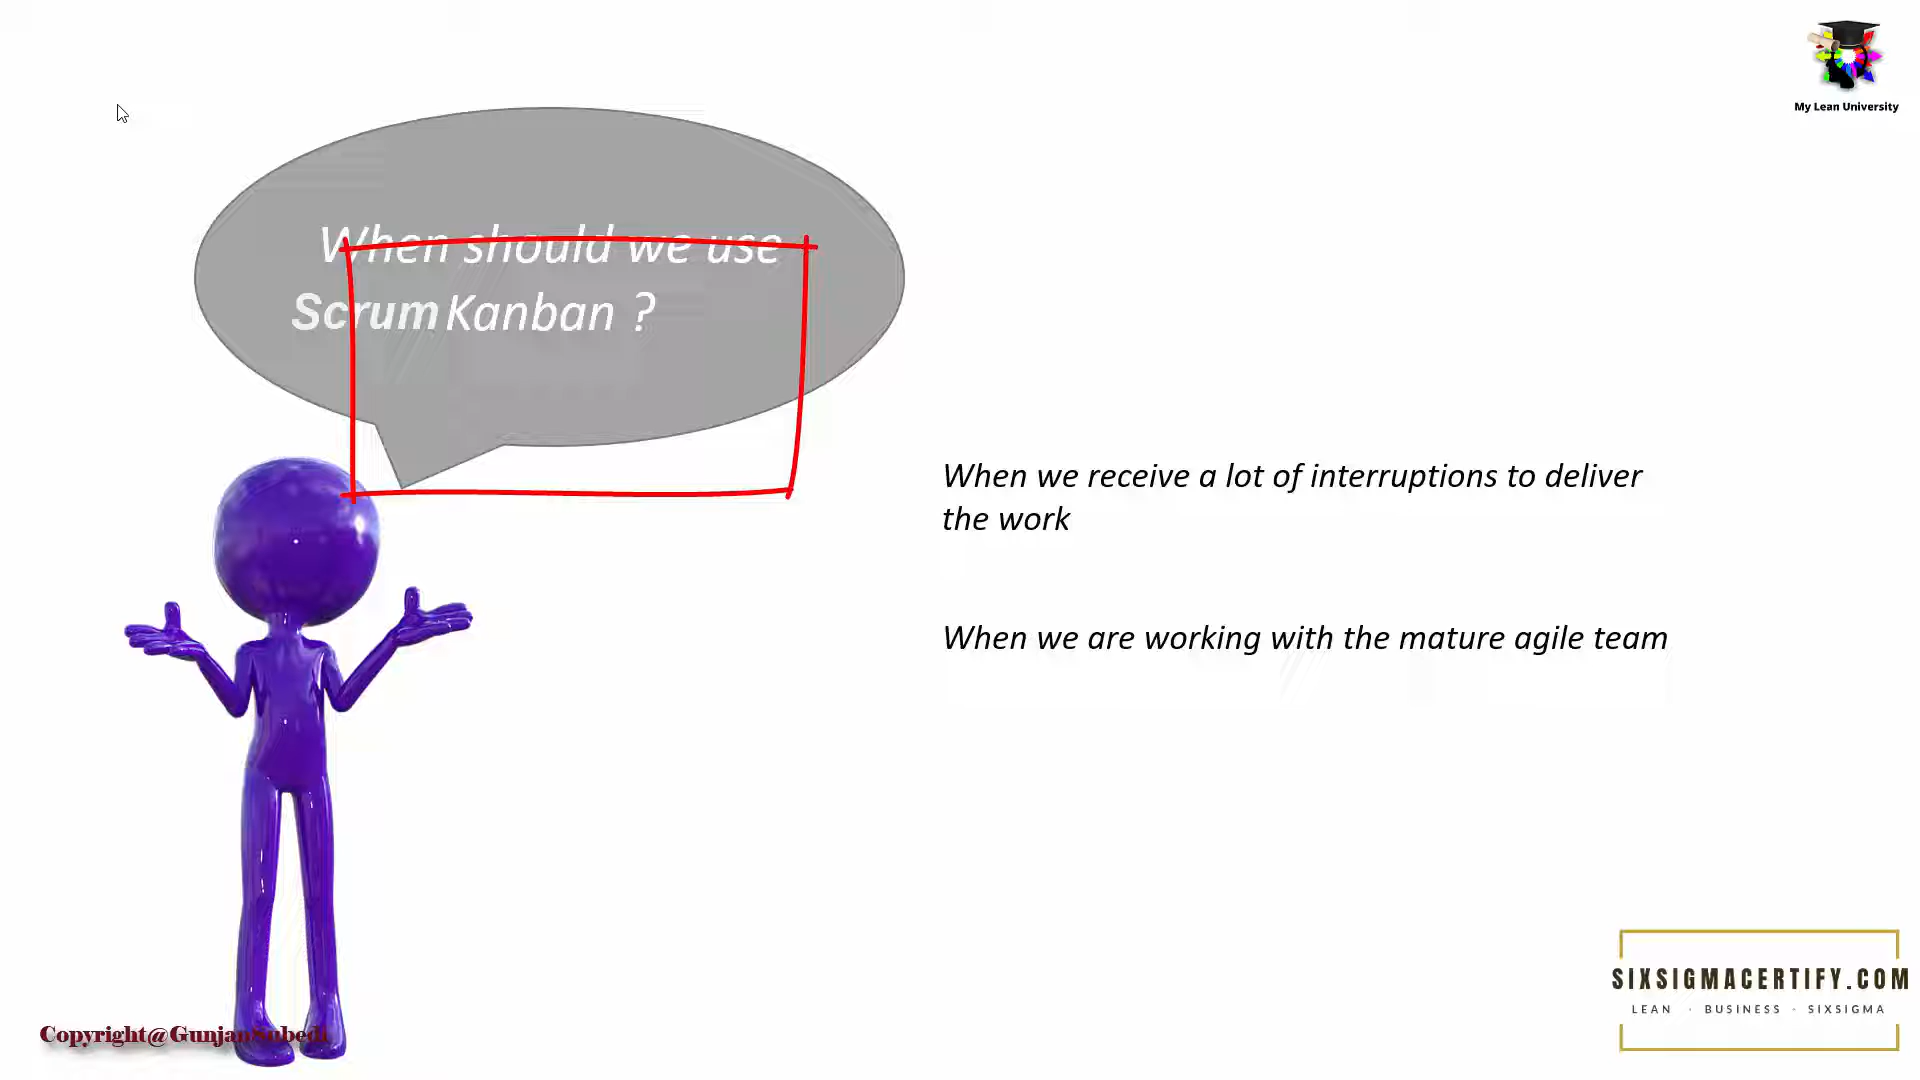 My Lean University
When should we use
Scrum Kanban ?
When we receive a lot of interruptions to deliver
the work
When we are working with the mature agile team
SIXSIGMACERTIFY.COM
LEAN · BUSINESS · SIXSIGMA
Copyright@GunjanSubedi